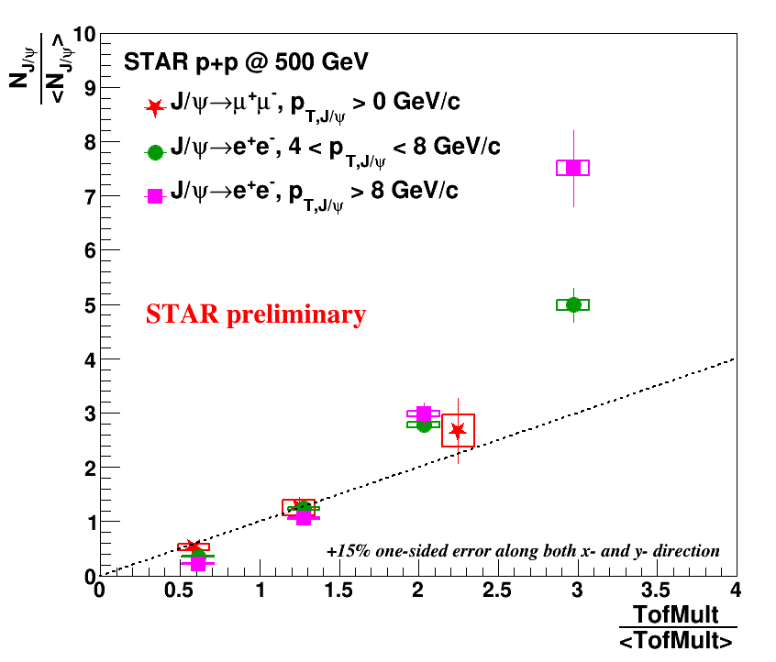 N_J/ψ
<N_J/ψ>
10
9
8
7
6
5
4
3
2
1
0
STAR p+p @ 500 GeV
J/ψ→μ⁺μ⁻, p_T,J/ψ > 0 GeV/c
J/ψ→e⁺e⁻, 4 < p_T,J/ψ < 8 GeV/c
J/ψ→e⁺e⁻, p_T,J/ψ > 8 GeV/c
STAR preliminary
+15% one-sided error along both x- and y- direction
0 0.5 1 1.5 2 2.5 3 3.5 4
TofMult
<TofMult>